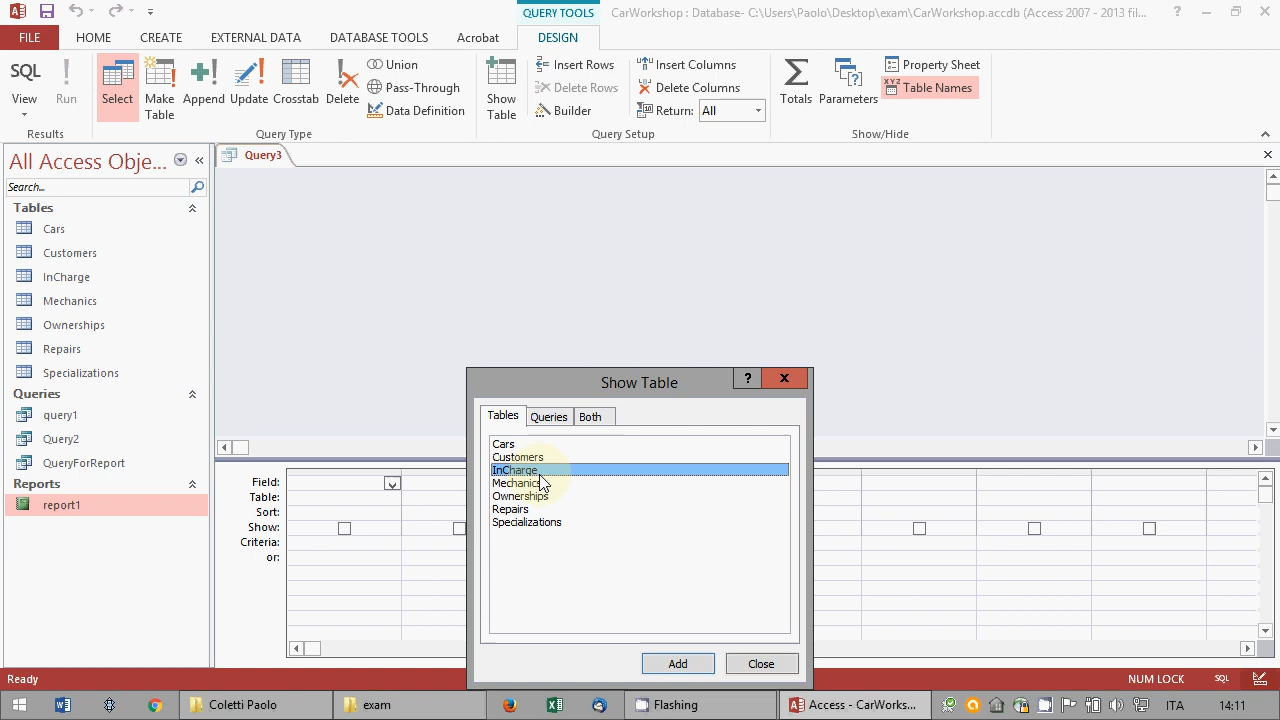 QUERY TOOLS
CarWorkshop : Database- C:\Users\Paolo\Desktop\exam\CarWorkshop.accdb (Access 2007 - 2013 fil...
FILE HOME CREATE EXTERNAL DATA DATABASE TOOLS Acrobat DESIGN
SQL
View
Run
Results
Select
Make Table
Append
Update
Crosstab
Delete
Union
Pass-Through
Data Definition
Query Type
Show Table
Insert Rows
Delete Rows
Builder
Insert Columns
Delete Columns
Return: All
Query Setup
Totals
Parameters
Property Sheet
XYZ Table Names
Show/Hide
All Access Obje...
Search...
Tables
Cars
Customers
InCharge
Mechanics
Ownerships
Repairs
Specializations
Queries
query1
Query2
QueryForReport
Reports
report1
Query3
Field:
Table:
Sort:
Show:
Criteria:
or:
Show Table
Tables Queries Both
Cars
Customers
InCharge
Mechanics
Ownerships
Repairs
Specializations
Add Close
Ready
NUM LOCK SQL
Coletti Paolo
exam
Flashing
Access - CarWorks...
ITA 14:11